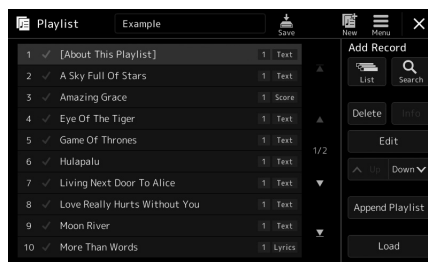 Playlist Example Save New Menu
Add Record
1 [About This Playlist] 1 Text
2 A Sky Full Of Stars 1 Text
3 Amazing Grace 1 Score
4 Eye Of The Tiger 1 Text
5 Game Of Thrones 1 Text
6 Hulapalu 1 Text
7 Living Next Door To Alice 1 Text
8 Love Really Hurts Without You 1 Text
9 Moon River 1 Text
10 More Than Words 1 Lyrics
1/2
List Search
Delete Info
Edit
Up Down
Append Playlist
Load